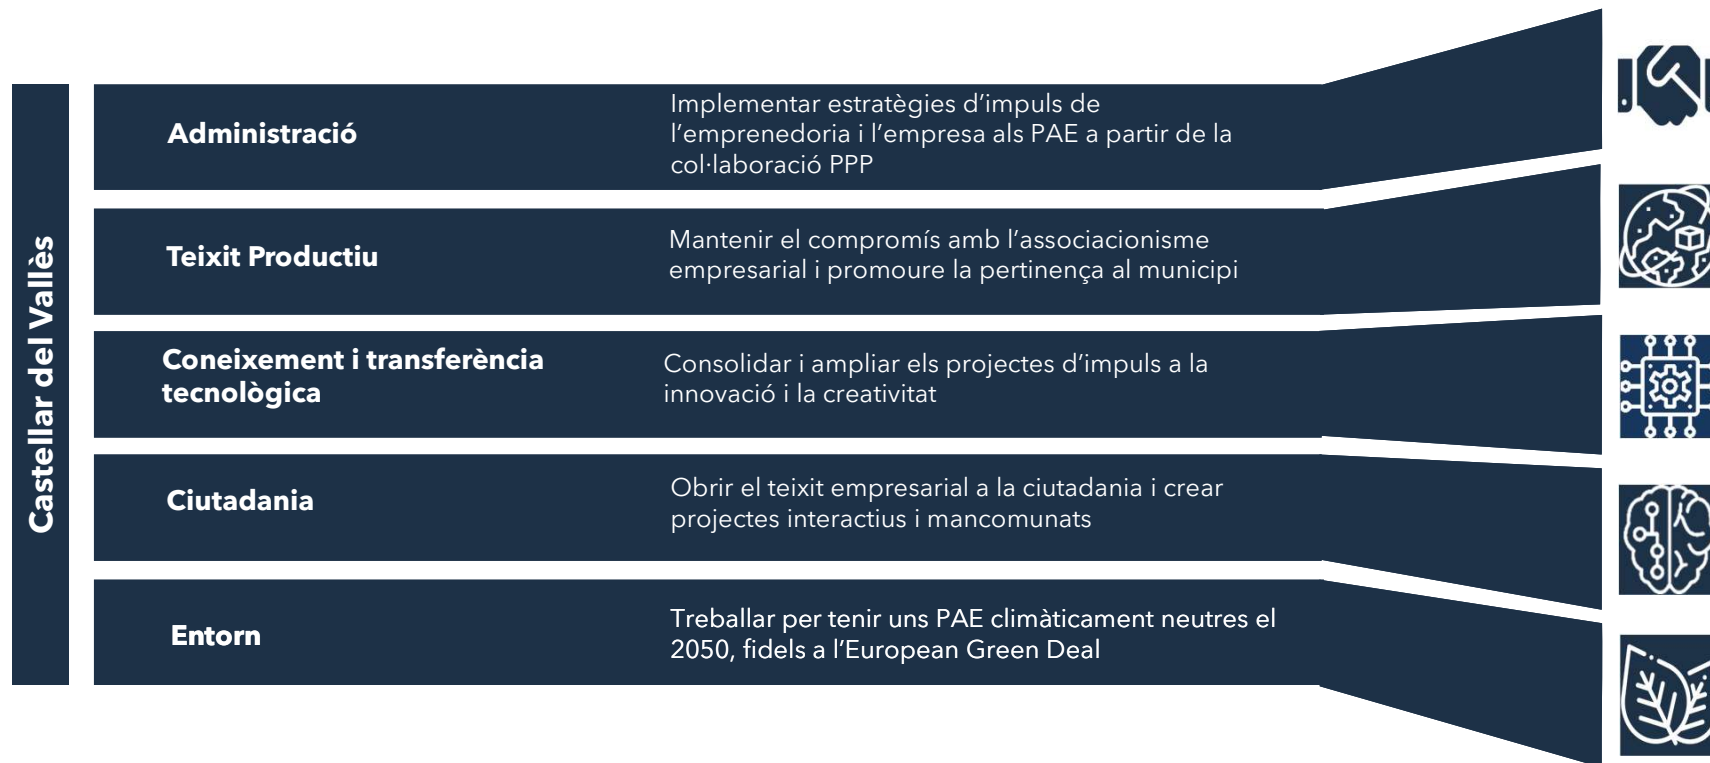 Castellar del Vallès
Administració
Implementar estratègies d’impuls de
l’emprenedoria i l’empresa als PAE a partir de la
col·laboració PPP
Teixit Productiu
Mantenir el compromís amb l’associacionisme
empresarial i promoure la pertinença al municipi
Coneixement i transferència
tecnològica
Consolidar i ampliar els projectes d’impuls a la
innovació i la creativitat
Ciutadania
Obrir el teixit empresarial a la ciutadania i crear
projectes interactius i mancomunats
Entorn
Treballar per tenir uns PAE climàticament neutres el
2050, fidels a l’European Green Deal